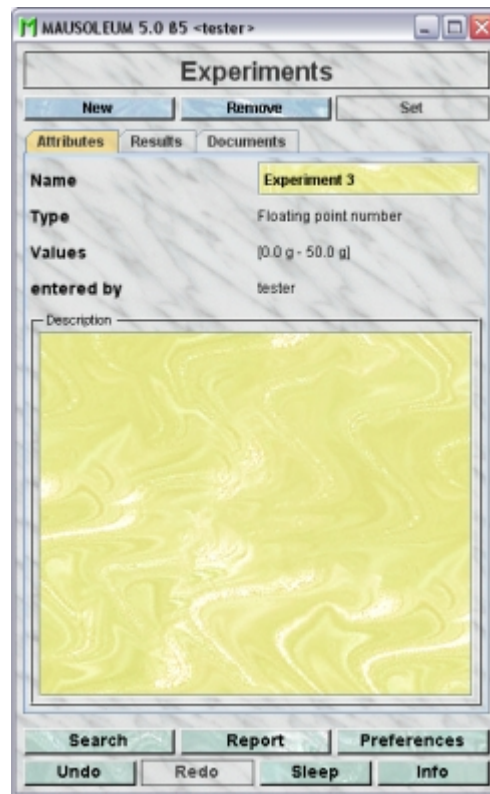 MAUSOLEUM 5.0 ß5 <tester>
Experiments
New Remove Set
Attributes Results Documents
Name Experiment 3
Type Floating point number
Values [0.0 g - 50.0 g]
entered by tester
Description
Search Report Preferences
Undo Redo Sleep Info